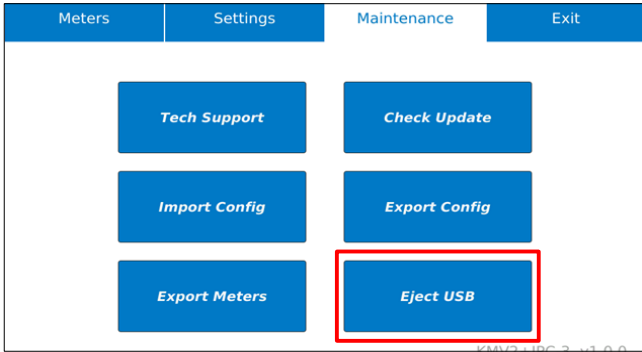 Meters Settings Maintenance Exit
Tech Support Check Update
Import Config Export Config
Export Meters Eject USB